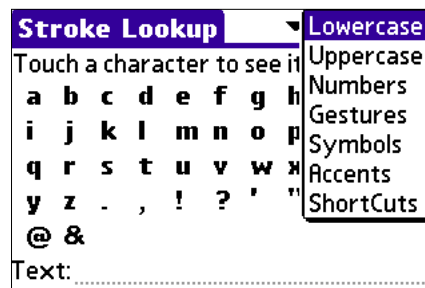 Stroke Lookup
Touch a character to see it
a b c d e f g h
i j k l m n o p
q r s t u v w x
y z . , ! ? ' "
@ &
Text:
Lowercase
Uppercase
Numbers
Gestures
Symbols
Accents
ShortCuts